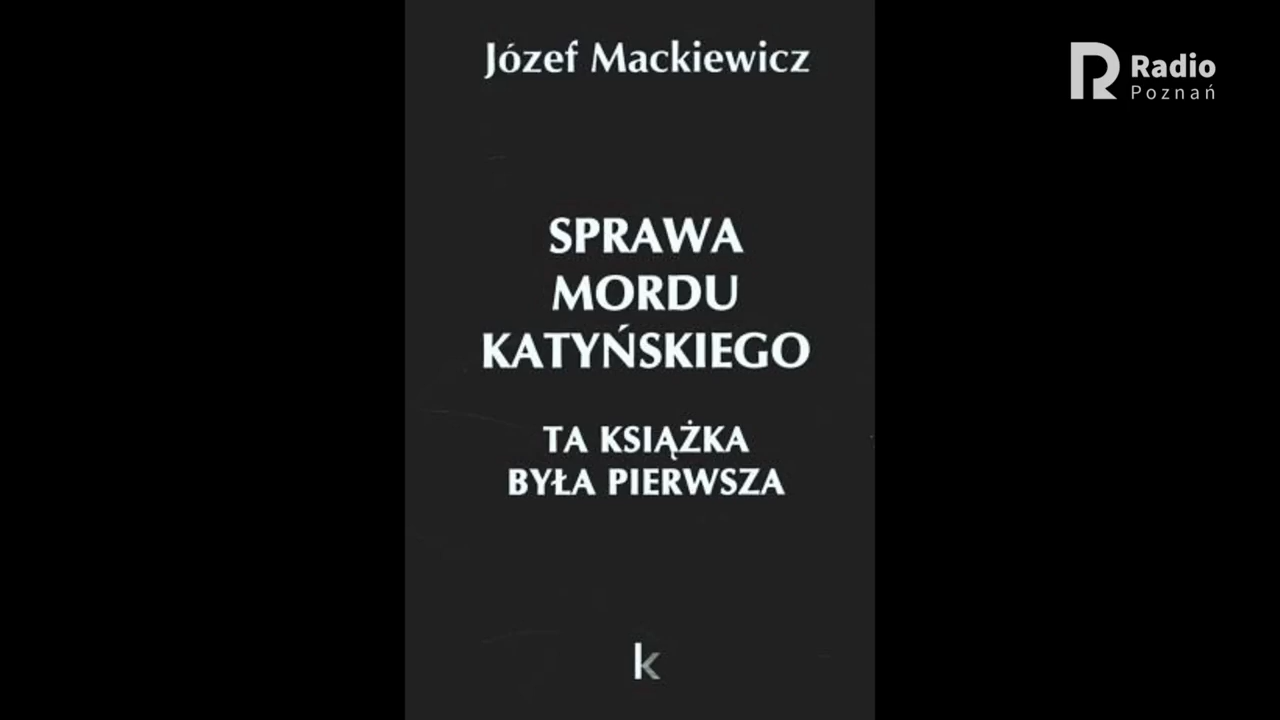 Józef Mackiewicz
SPRAWA
MORDU
KATYŃSKIEGO
TA KSIĄŻKA
BYŁA PIERWSZA
k
Radio
Poznań